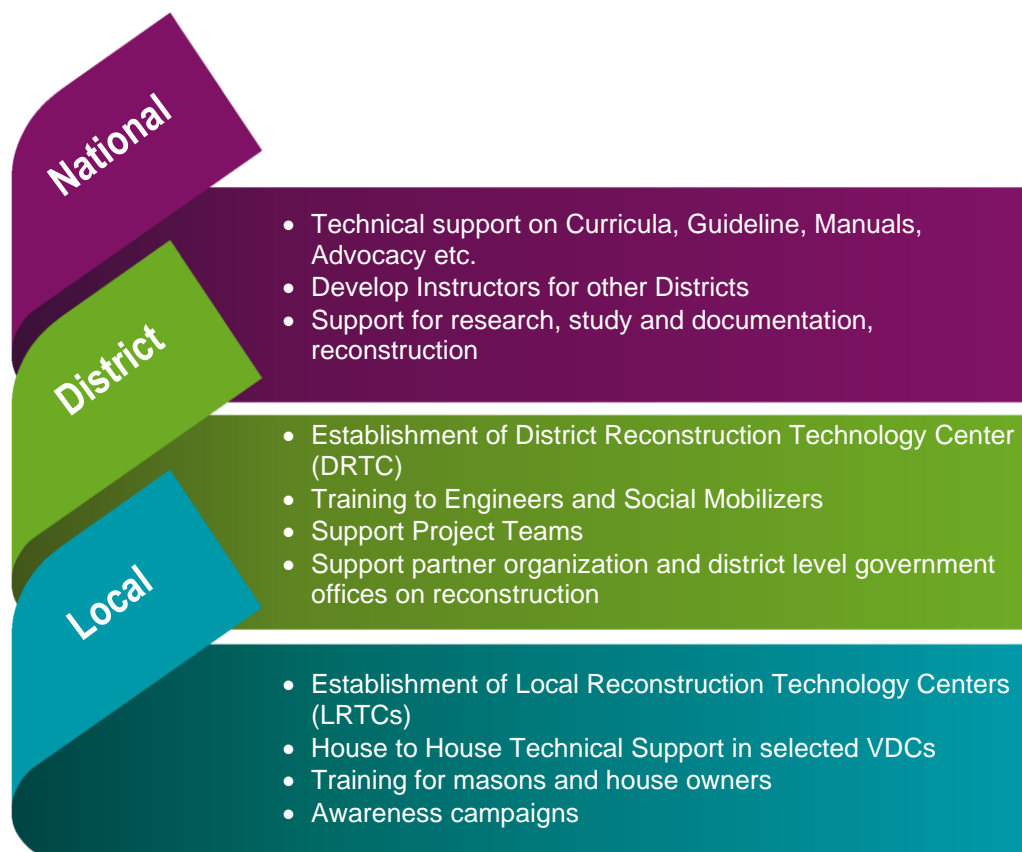 National
• Technical support on Curricula, Guideline, Manuals,
Advocacy etc.
• Develop Instructors for other Districts
• Support for research, study and documentation,
reconstruction
District
• Establishment of District Reconstruction Technology Center
(DRTC)
• Training to Engineers and Social Mobilizers
• Support Project Teams
• Support partner organization and district level government
offices on reconstruction
Local
• Establishment of Local Reconstruction Technology Centers
(LRTCs)
• House to House Technical Support in selected VDCs
• Training for masons and house owners
• Awareness campaigns